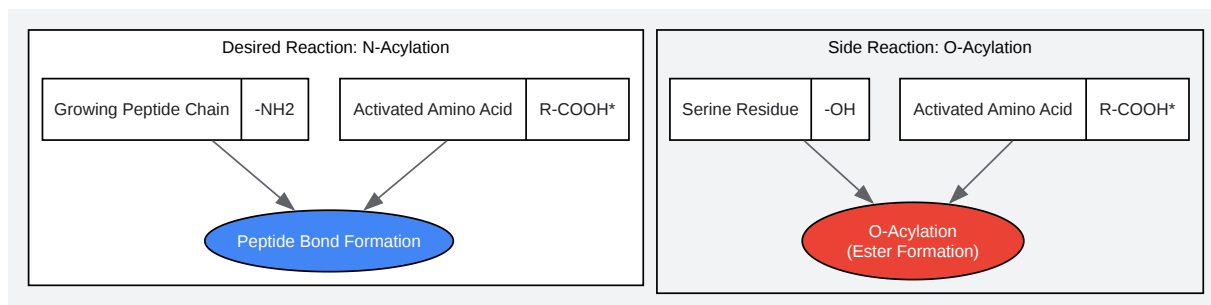 Desired Reaction: N-Acylation
Growing Peptide Chain
-NH2
Activated Amino Acid
R-COOH*
Peptide Bond Formation
Side Reaction: O-Acylation
Serine Residue
-OH
Activated Amino Acid
R-COOH*
O-Acylation
(Ester Formation)